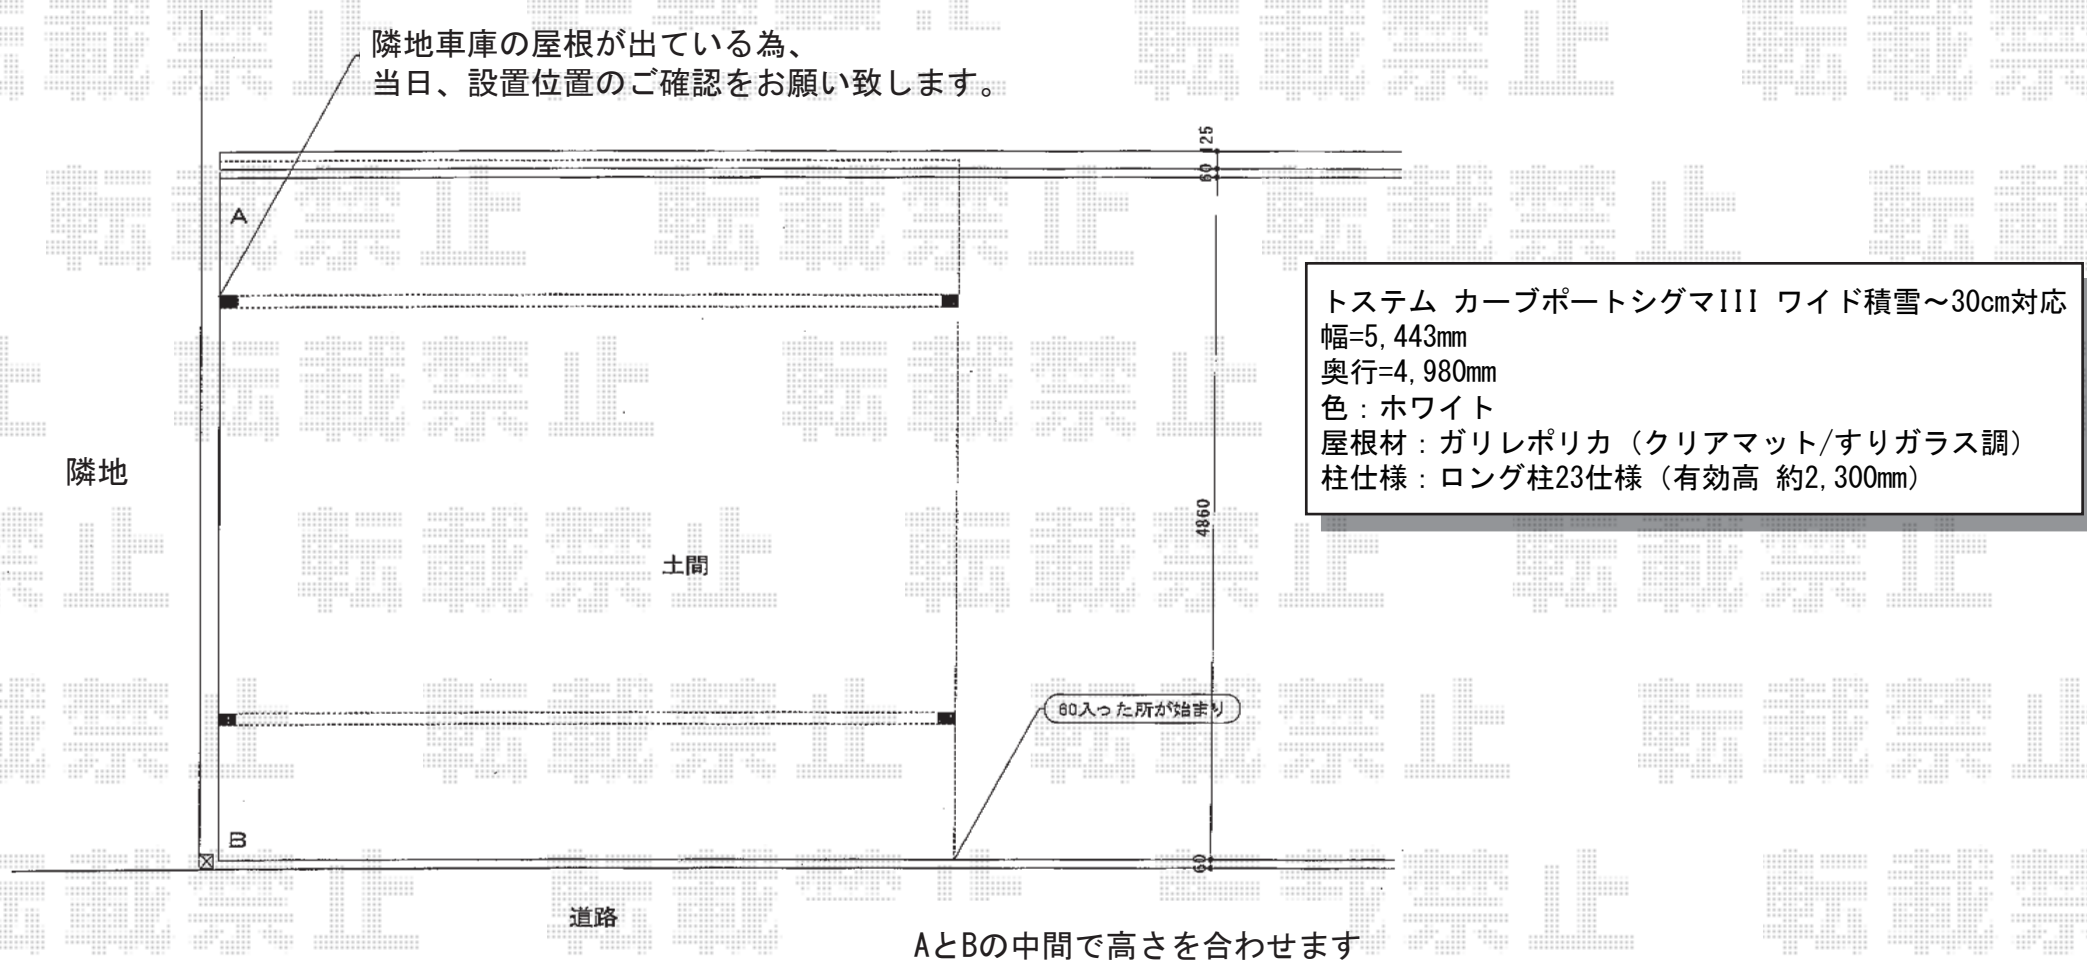 隣地車庫の屋根が出ている為、
当日、設置位置のご確認をお願い致します。
125
60
A
トステム カーブポートシグマIII ワイド積雪～30cm対応
幅=5,443mm
奥行=4,980mm
色：ホワイト
屋根材：ガリレポリカ（クリアマット/すりガラス調）
柱仕様：ロング柱23仕様（有効高 約2,300mm）
隣地
4860
土間
60入った所が始まり
B
60
道路
AとBの中間で高さを合わせます
転載禁止